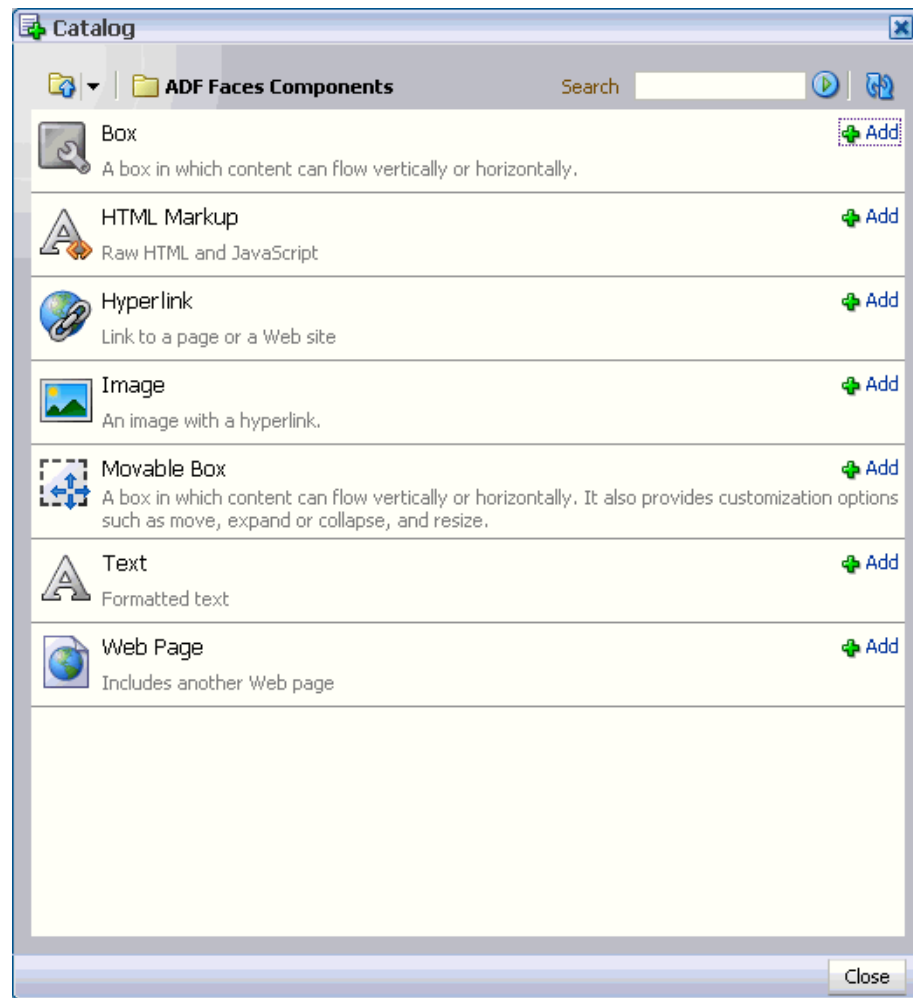 Catalog
ADF Faces Components Search
Box Add
A box in which content can flow vertically or horizontally.
HTML Markup Add
Raw HTML and JavaScript
Hyperlink Add
Link to a page or a Web site
Image Add
An image with a hyperlink.
Movable Box Add
A box in which content can flow vertically or horizontally. It also provides customization options
such as move, expand or collapse, and resize.
Text Add
Formatted text
Web Page Add
Includes another Web page
Close